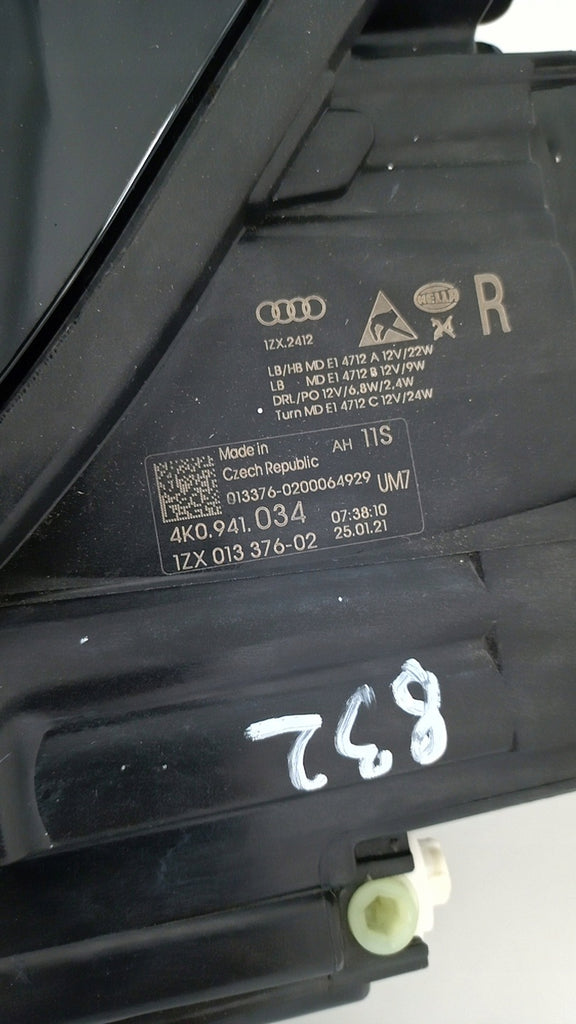 HELLA
R
1ZX.2412
LB/HB MD E1 4712 A 12V/22W
LB MD E1 4712 B 12V/9W
DRL/PO 12V/6,8W/2.4W
Turn MD E1 4712 C 12V/24W
Made in AH 11S
Czech Republic
013376-0200064929 UM7
4K0.941.034 07:38:10
1ZX 013 376-02 25.01.21
832